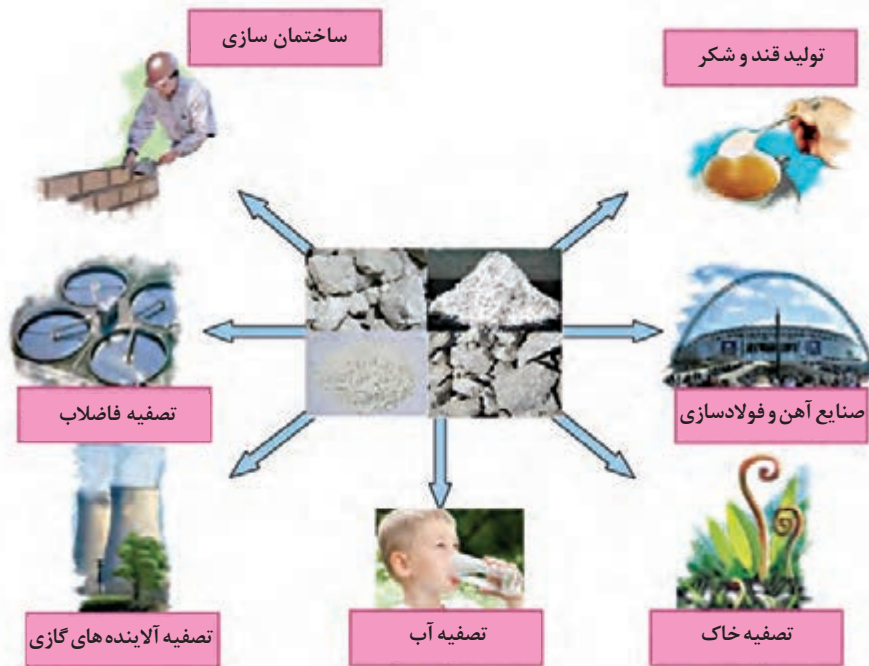 تولید قند و شکر
ساختمان سازی
صنایع آهن و فولادسازی
تصفیه فاضلاب
تصفیه خاک
تصفیه آب
تصفیه آلاینده های گازی